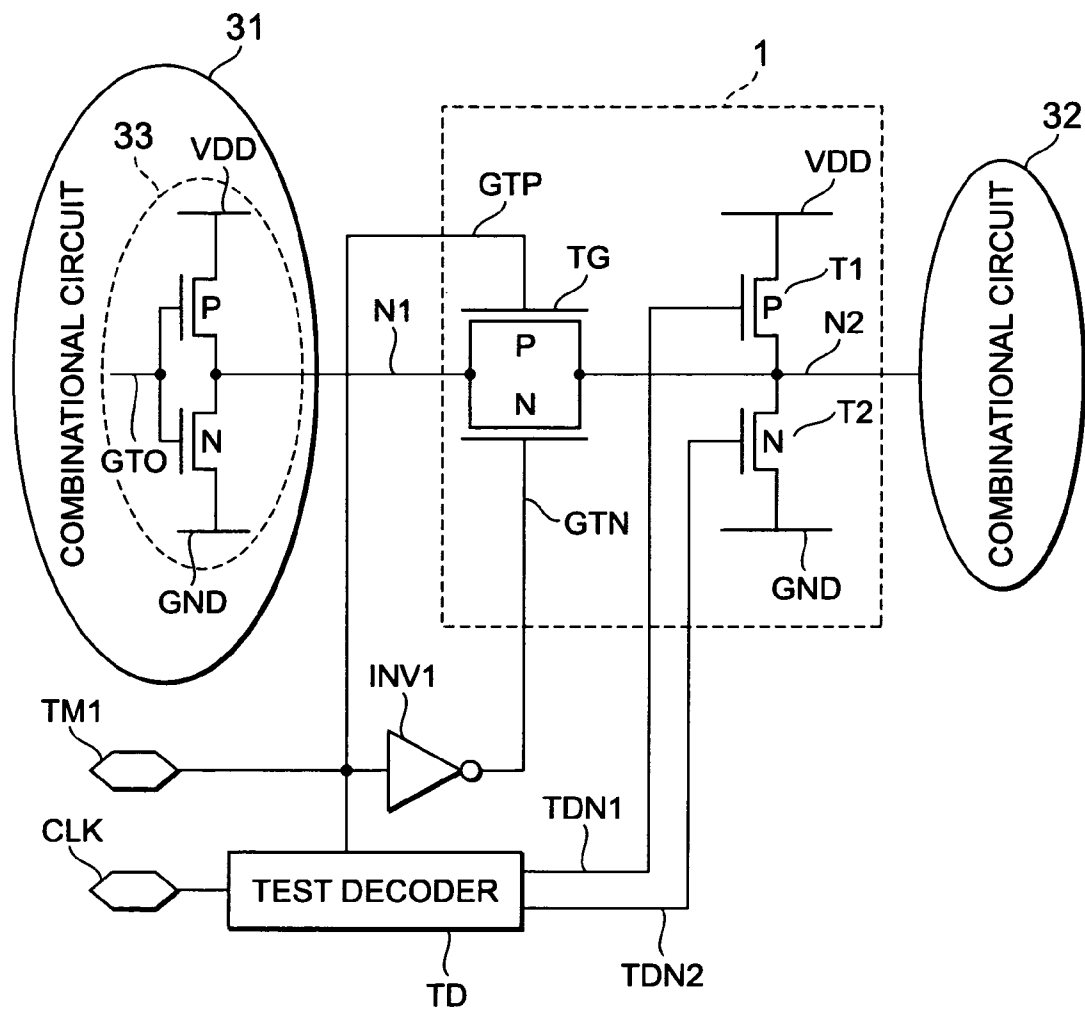 31
1
32
33
VDD
VDD
GTP
TG
T1
P
N1
P
P
N2
COMBINATIONAL CIRCUIT
COMBINATIONAL CIRCUIT
N
N
N
T2
GTO
GTN
GND
GND
INV1
TM1
TDN1
CLK
TEST DECODER
TDN2
TD